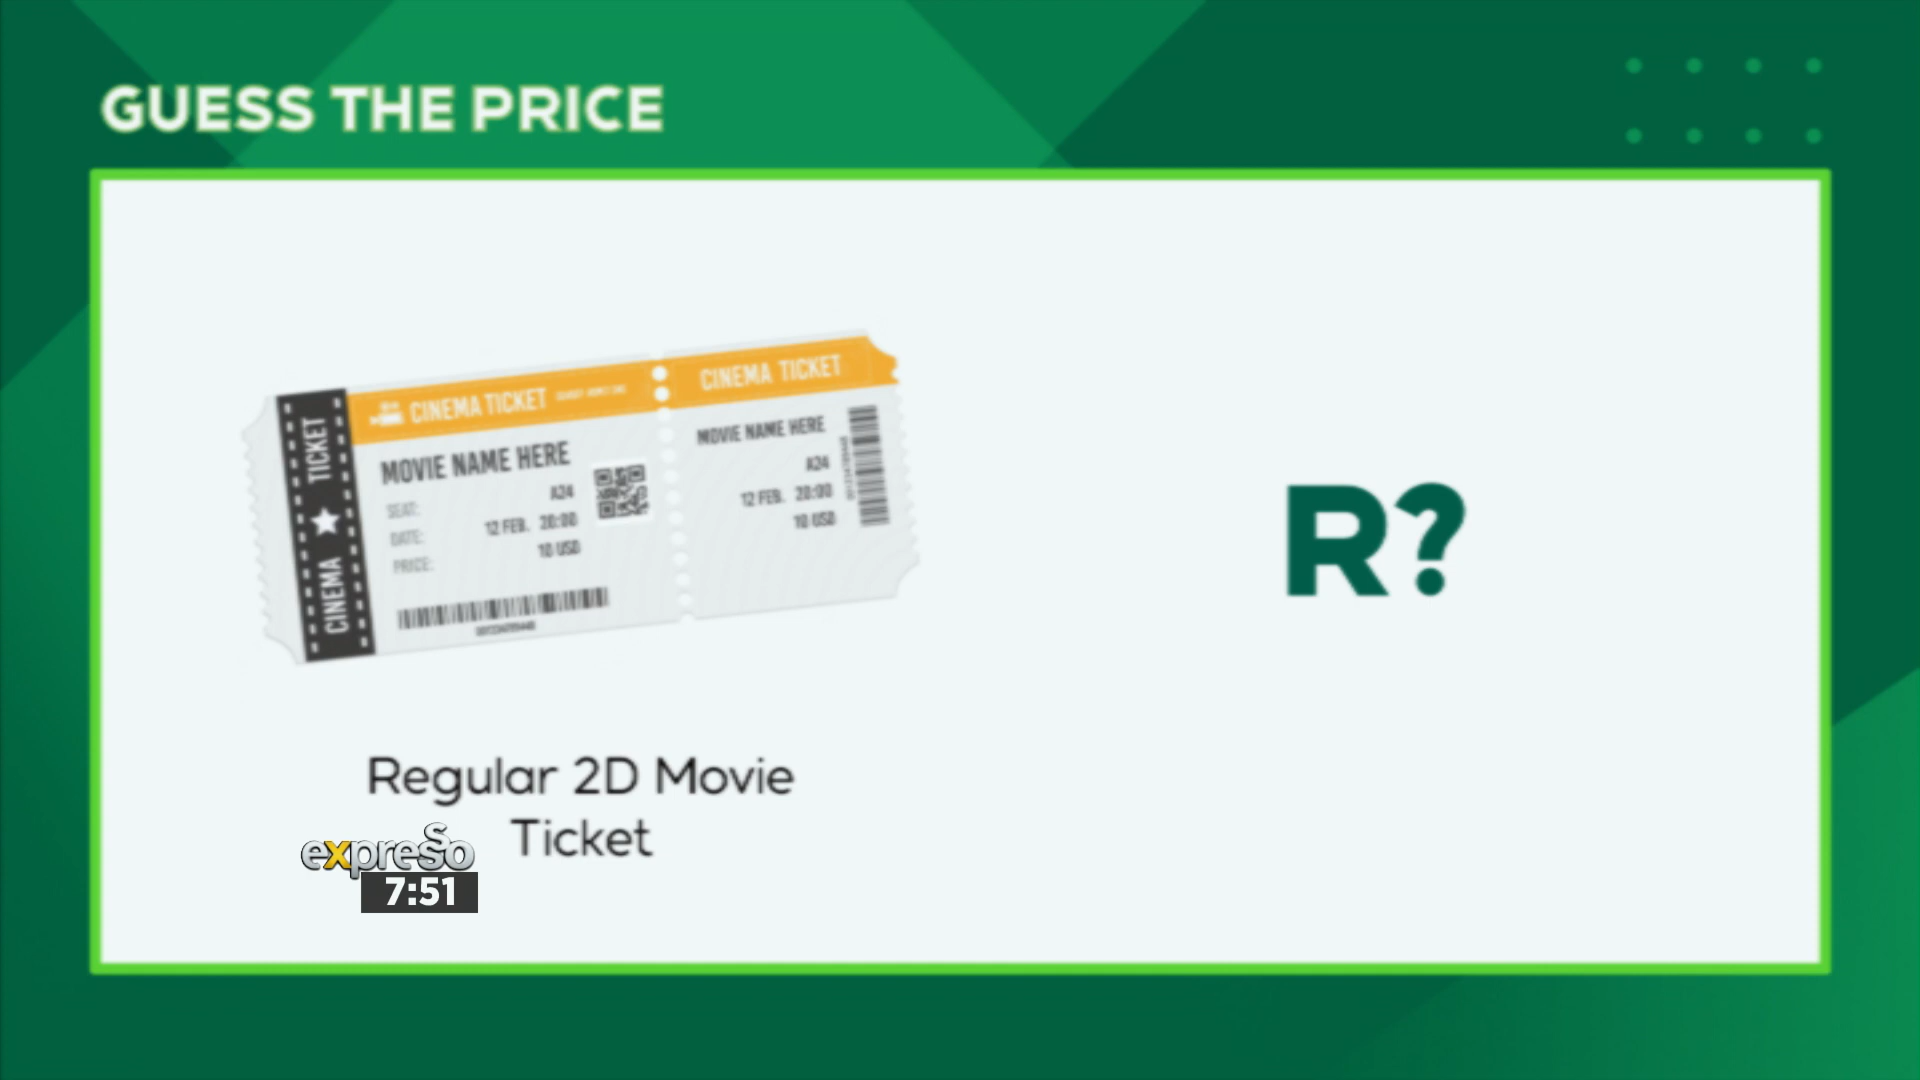 GUESS THE PRICE
CINEMA TICKET
CINEMA TICKET
CINEMA TICKET
MOVIE NAME HERE
SEAT: A24
DATE: 12 FEB. 20:00
PRICE: 10 USD
MOVIE NAME HERE
A24
12 FEB. 20:00
10 USD
R?
Regular 2D Movie
Ticket
expresso
7:51